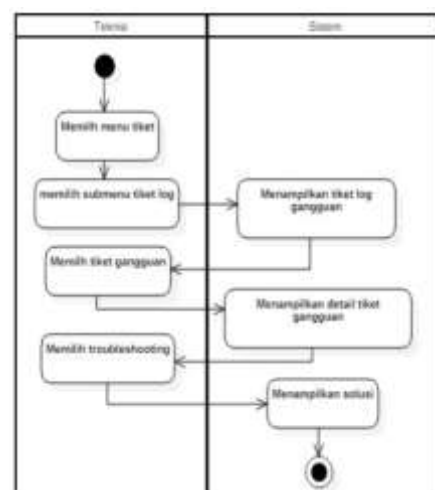 Teknisi
Sistem
Memilih menu tiket
memilih submenu tiket log
Menampilkan tiket log
gangguan
Memilih tiket gangguan
Menampilkan detail tiket
gangguan
Memilih troubleshooting
Menampilkan solusi